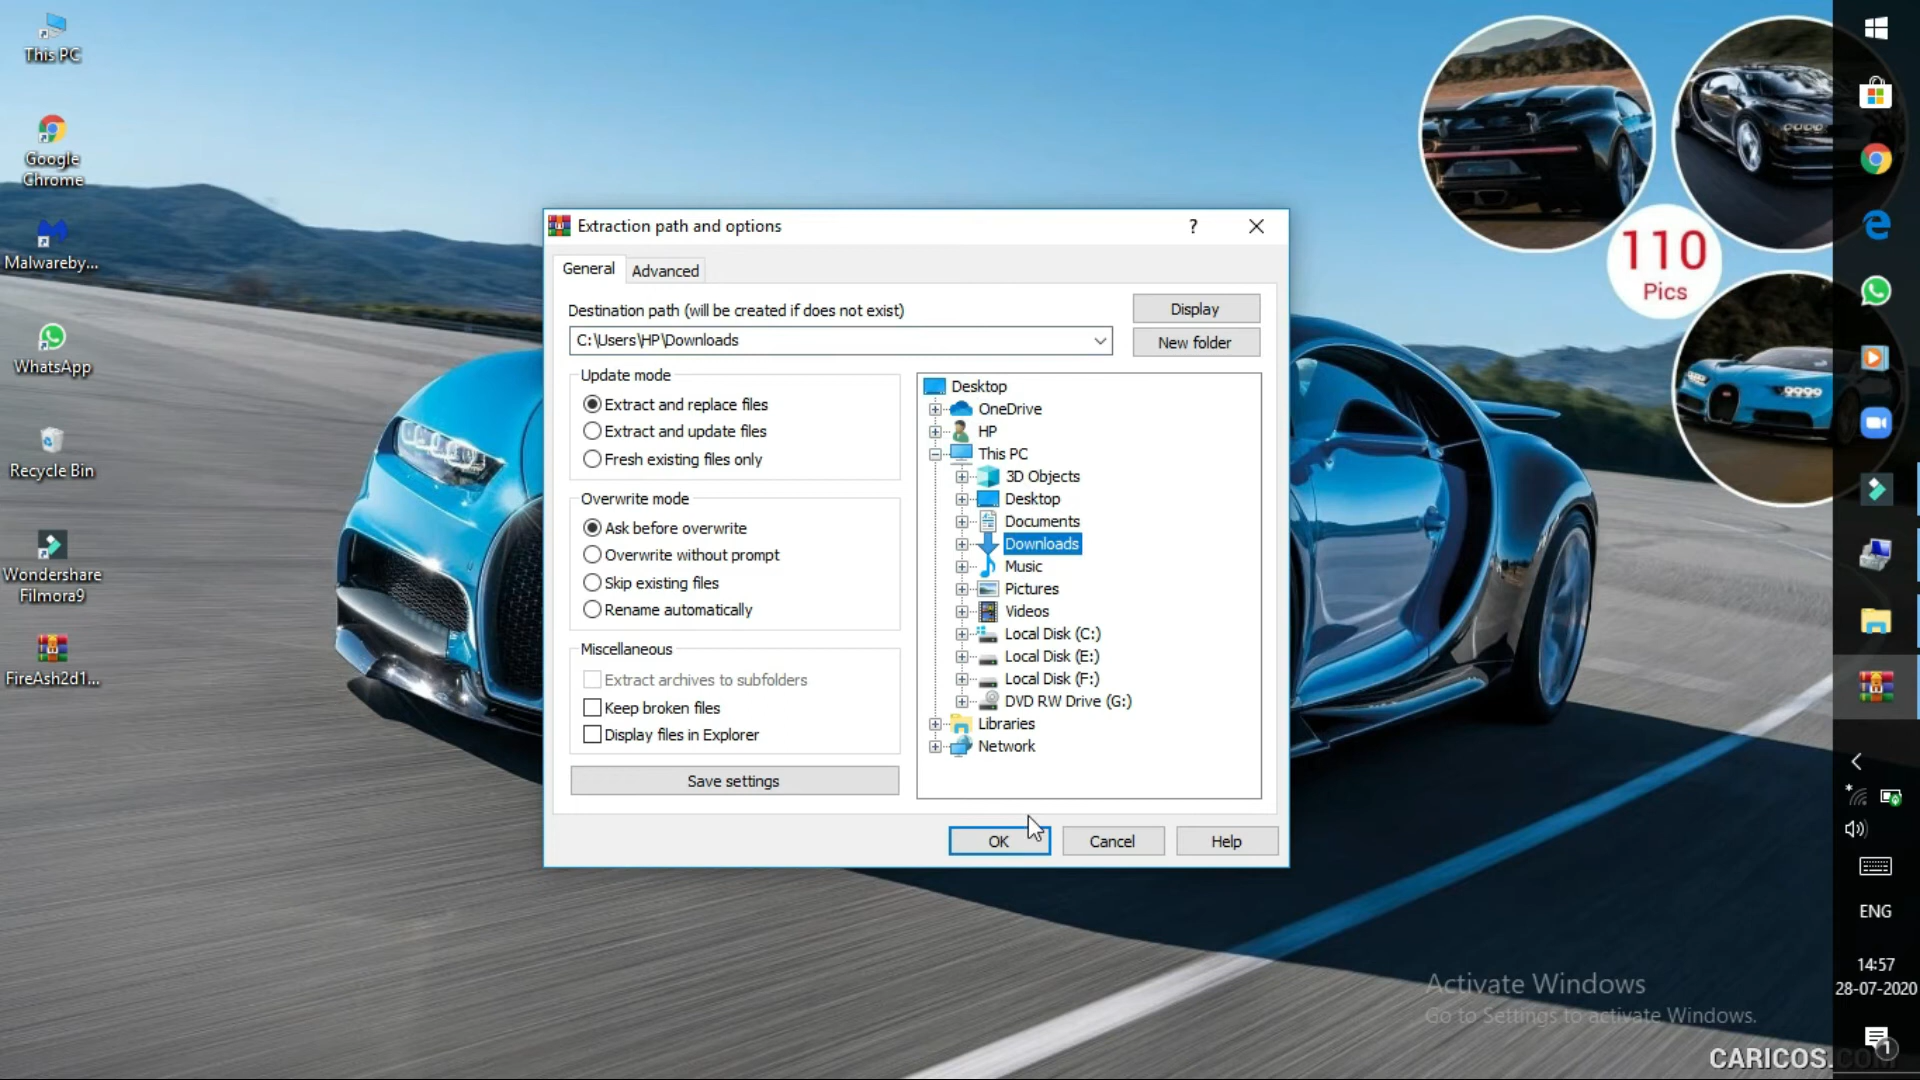 This PC
Google
Chrome
Malwareby...
WhatsApp
Recycle Bin
Wondershare
Filmora9
FireAsh2d1...
Extraction path and options
?
General
Advanced
Destination path (will be created if does not exist)
C:\Users\HP\Downloads
Display
New folder
Update mode
Extract and replace files
Extract and update files
Fresh existing files only
Overwrite mode
Ask before overwrite
Overwrite without prompt
Skip existing files
Rename automatically
Miscellaneous
Extract archives to subfolders
Keep broken files
Display files in Explorer
Save settings
Desktop
OneDrive
HP
This PC
3D Objects
Desktop
Documents
Downloads
Music
Pictures
Videos
Local Disk (C:)
Local Disk (E:)
Local Disk (F:)
DVD RW Drive (G:)
Libraries
Network
OK
Cancel
Help
110
Pics
ENG
14:57
28-07-2020
1
Activate Windows
Go to Settings to activate Windows.
CARICOS.COM